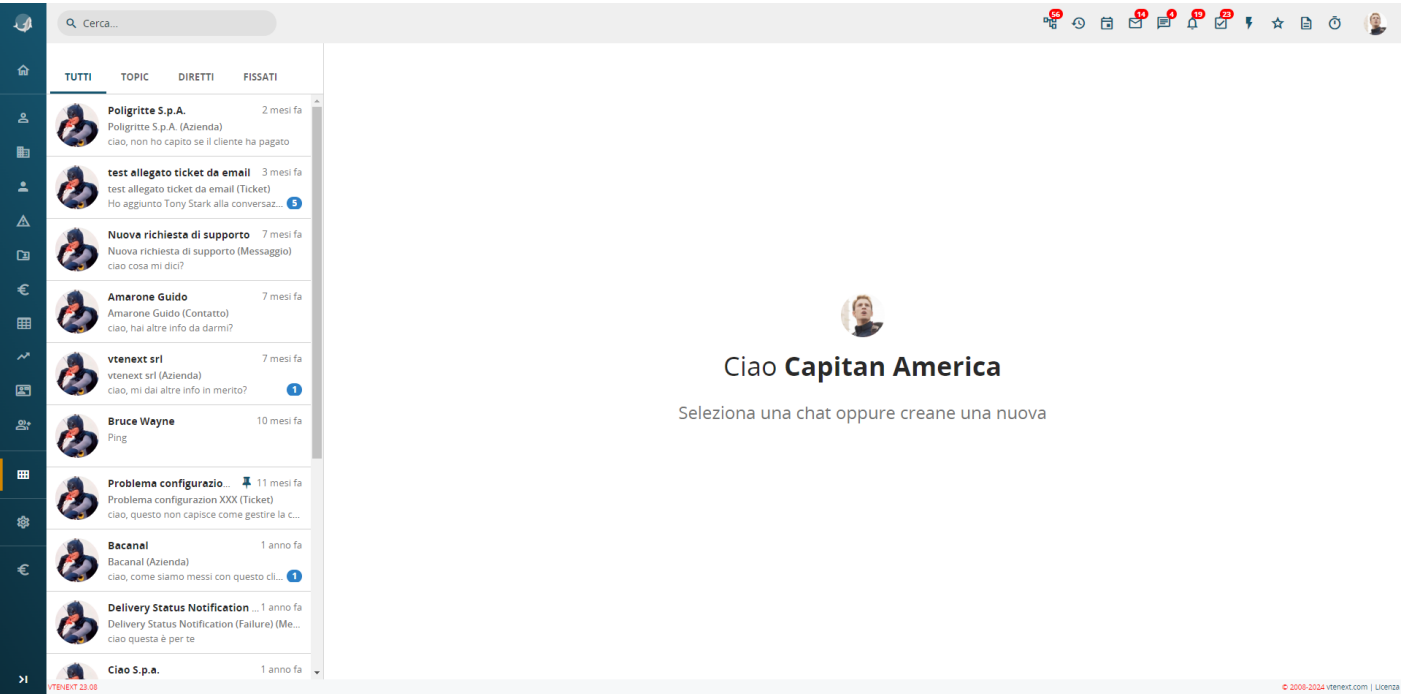 Cerca...
56
14
4
19
23
TUTTI TOPIC DIRETTI FISSATI
Poligritte S.p.A. 2 mesi fa
Poligritte S.p.A. (Azienda)
ciao, non ho capito se il cliente ha pagato
test allegato ticket da email 3 mesi fa
test allegato ticket da email (Ticket)
Ho aggiunto Tony Stark alla conversaz... 5
Nuova richiesta di supporto 7 mesi fa
Nuova richiesta di supporto (Messaggio)
ciao cosa mi dici?
Amarone Guido 7 mesi fa
Amarone Guido (Contatto)
ciao, hai altre info da darmi?
vtenext srl 7 mesi fa
vtenext srl (Azienda)
ciao, mi dai altre info in merito? 1
Bruce Wayne 10 mesi fa
Ping
Problema configurazio... 11 mesi fa
Problema configurazion XXX (Ticket)
ciao, questo non capisce come gestire la c...
Bacanal 1 anno fa
Bacanal (Azienda)
ciao, come siamo messi con questo cli... 1
Delivery Status Notification ... 1 anno fa
Delivery Status Notification (Failure) (Me...
ciao questa è per te
Ciao S.p.a. 1 anno fa
Ciao Capitan America
Seleziona una chat oppure creane una nuova
VTENEXT 23.08
© 2008-2024 vtenext.com | Licenza